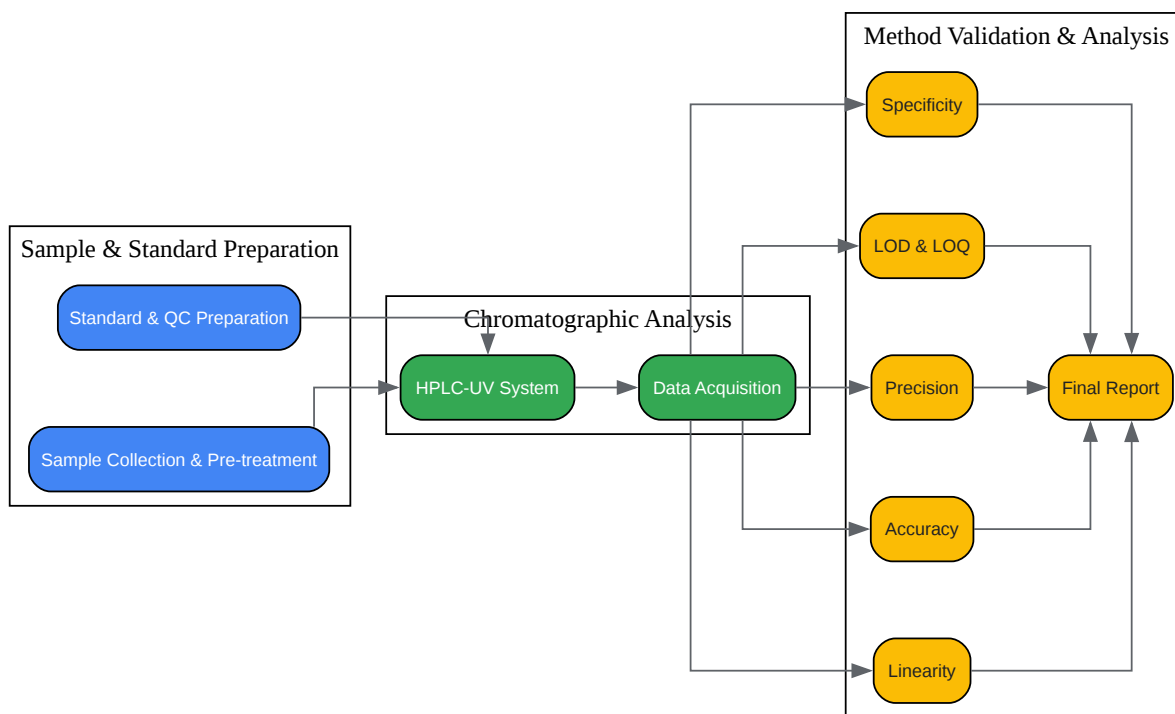 Sample & Standard Preparation
Standard & QC Preparation
Sample Collection & Pre-treatment
Chromatographic Analysis
HPLC-UV System
Data Acquisition
Method Validation & Analysis
Specificity
LOD & LOQ
Precision
Accuracy
Linearity
Final Report